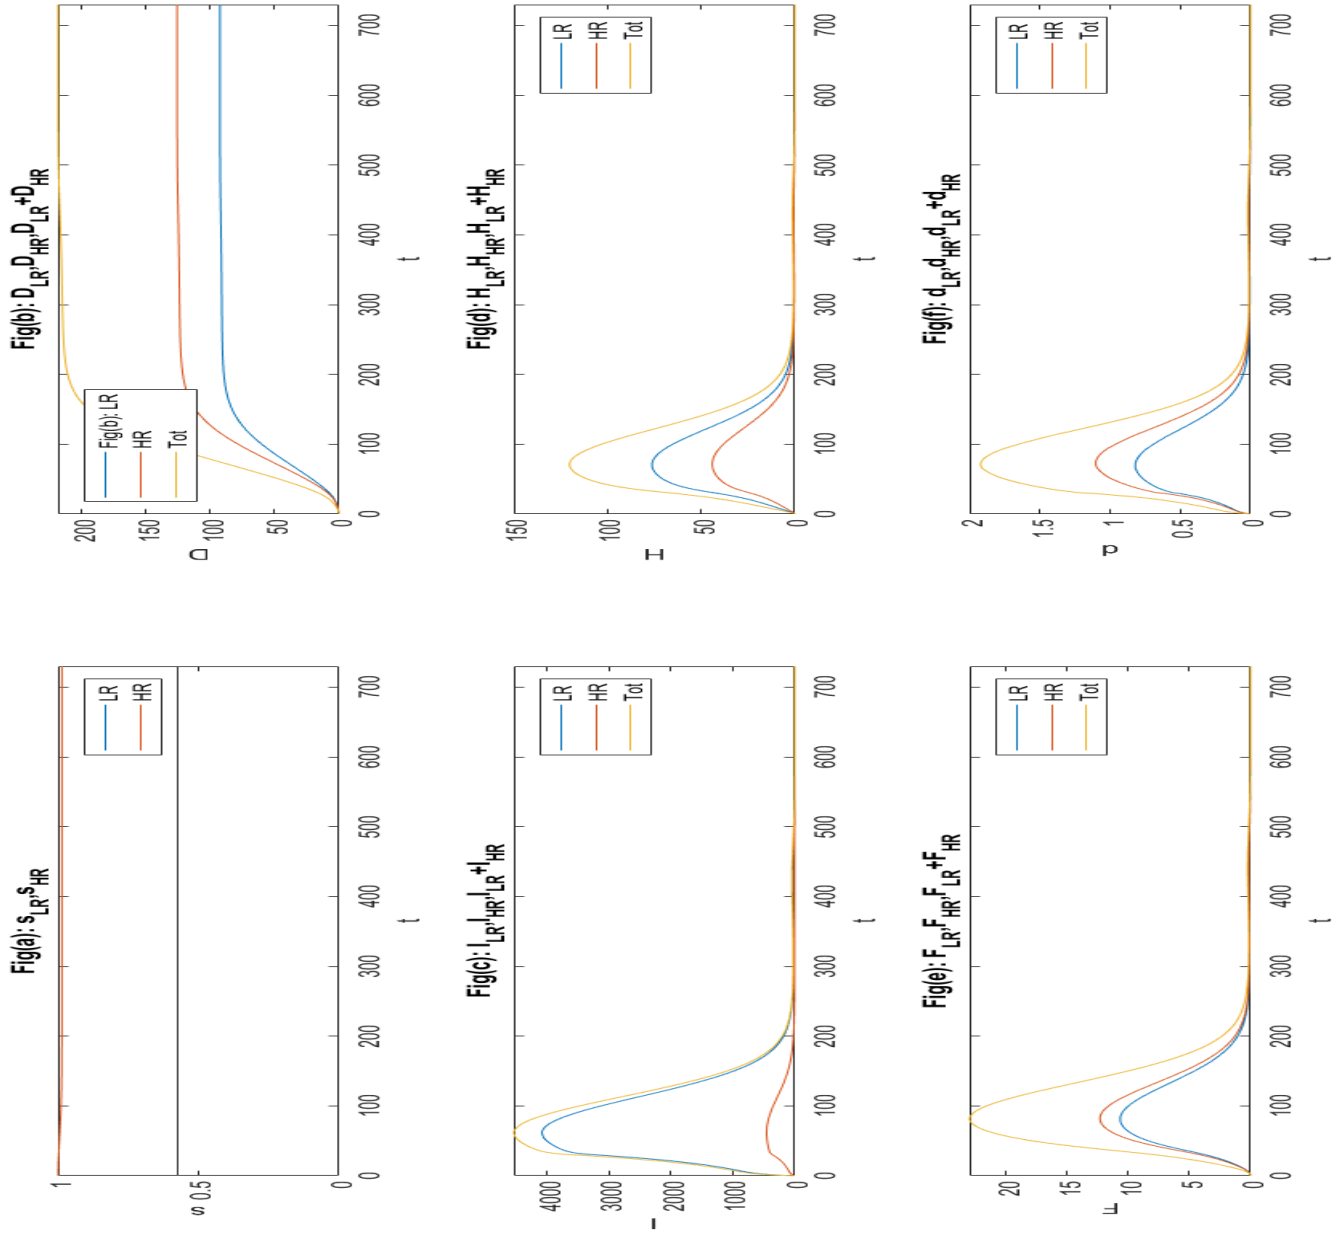 Fig(a): s_LR,s_HR
s
1
0.5
0
LR
HR
0 100 200 300 400 500 600 700
t
Fig(b): D_LR,D_HR,D_LR+D_HR
D
200
150
100
50
0
Fig(b): LR
HR
Tot
0 100 200 300 400 500 600 700
t
Fig(c): I_LR,I_HR,I_LR+I_HR
I
4000
3000
2000
1000
0
LR
HR
Tot
0 100 200 300 400 500 600 700
t
Fig(d): H_LR,H_HR,H_LR+H_HR
H
150
100
50
0
LR
HR
Tot
0 100 200 300 400 500 600 700
t
Fig(e): F_LR,F_HR,F_LR+F_HR
F
20
15
10
5
0
LR
HR
Tot
0 100 200 300 400 500 600 700
t
Fig(f): d_LR,d_HR,d_LR+d_HR
d
2
1.5
1
0.5
0
LR
HR
Tot
0 100 200 300 400 500 600 700
t